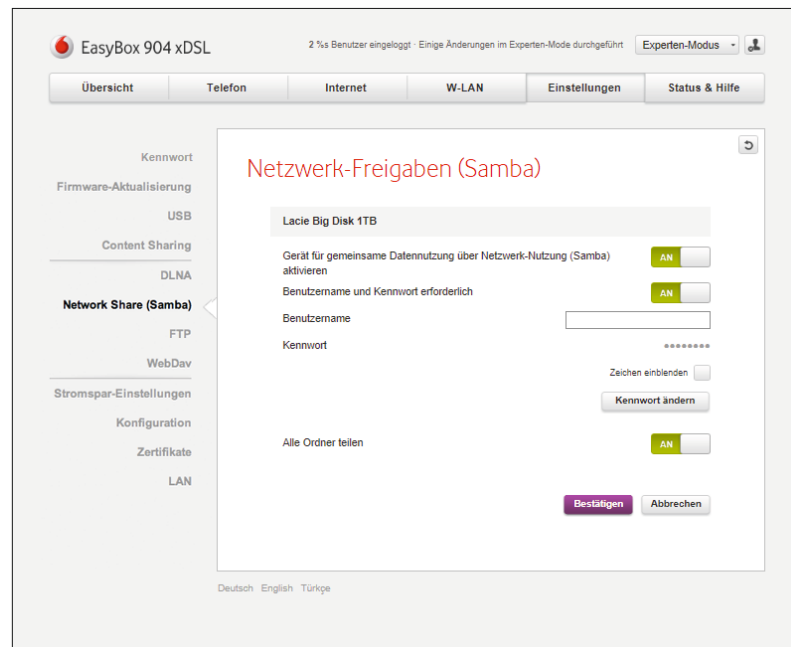 EasyBox 904 xDSL
2 %s Benutzer eingeloggt · Einige Änderungen im Experten-Mode durchgeführt
Experten-Modus
Übersicht
Telefon
Internet
W-LAN
Einstellungen
Status & Hilfe
Kennwort
Firmware-Aktualisierung
USB
Content Sharing
DLNA
Network Share (Samba)
FTP
WebDav
Stromspar-Einstellungen
Konfiguration
Zertifikate
LAN
Netzwerk-Freigaben (Samba)
Lacie Big Disk 1TB
Gerät für gemeinsame Datennutzung über Netzwerk-Nutzung (Samba)
aktivieren
AN
Benutzername und Kennwort erforderlich
AN
Benutzername
Kennwort
Zeichen einblenden
Kennwort ändern
Alle Ordner teilen
AN
Bestätigen
Abbrechen
Deutsch English Türkçe